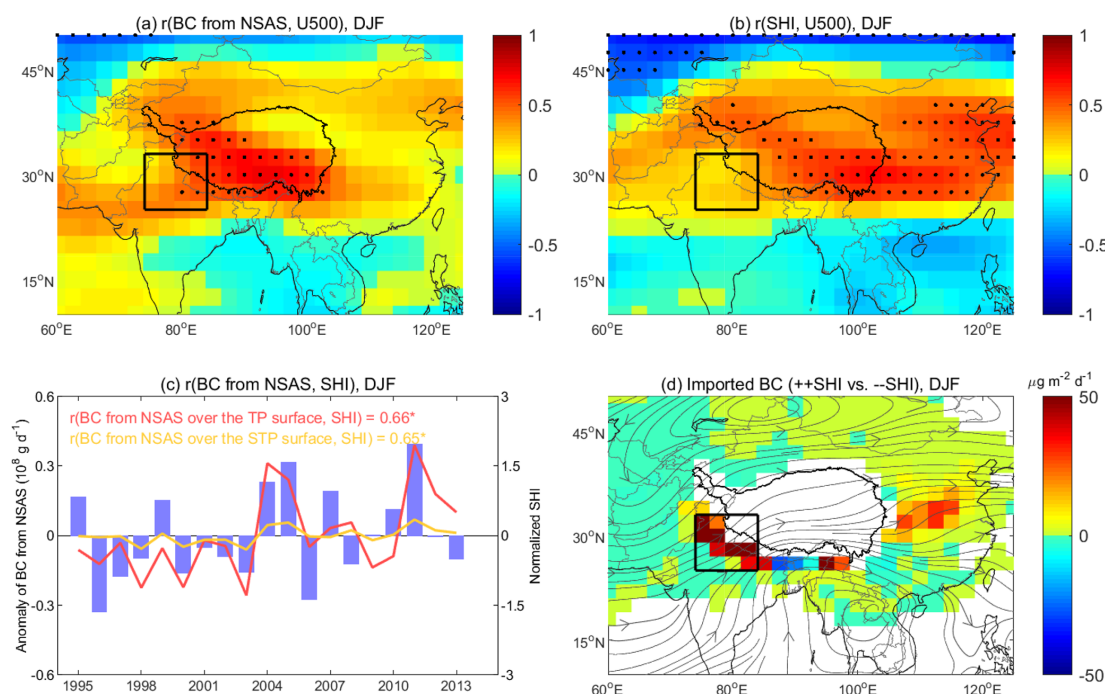 (a) r(BC from NSAS, U500), DJF
(b) r(SHI, U500), DJF
45°N
30°N
15°N
60°E
80°E
100°E
120°E
1
0.5
0
-0.5
-1
45°N
30°N
15°N
60°E
80°E
100°E
120°E
1
0.5
0
-0.5
-1
(c) r(BC from NSAS, SHI), DJF
(d) Imported BC (++SHI vs. --SHI), DJF
Anomaly of BC from NSAS (10⁸ g d⁻¹)
0.6
0.3
0
-0.3
-0.6
r(BC from NSAS over the TP surface, SHI) = 0.66*
r(BC from NSAS over the STP surface, SHI) = 0.65*
3
1.5
0
-1.5
-3
Normalized SHI
1995
1998
2001
2004
2007
2010
2013
45°N
30°N
15°N
60°E
80°E
100°E
120°E
μg m⁻² d⁻¹
50
0
-50